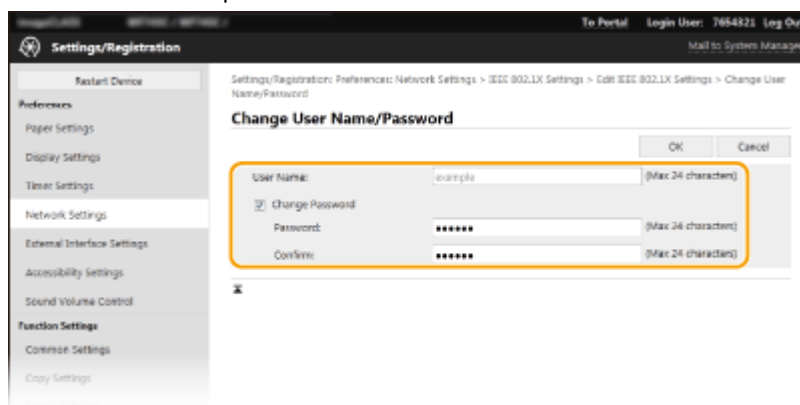 To Portal Login User: 7654321 Log Ou
Settings/Registration
Mail to System Manage
Restart Device
Settings/Registration: Preferences: Network Settings > IEEE 802.1X Settings > Edit IEEE 802.1X Settings > Change User
Name/Password
Preferences
Change User Name/Password
Paper Settings
OK Cancel
Display Settings
User Name: example (Max 24 characters)
Timer Settings
Change Password
Network Settings
Password: •••••• (Max 24 characters)
External Interface Settings
Confirm: •••••• (Max 24 characters)
Accessibility Settings
Sound Volume Control
Function Settings
Common Settings
Copy Settings